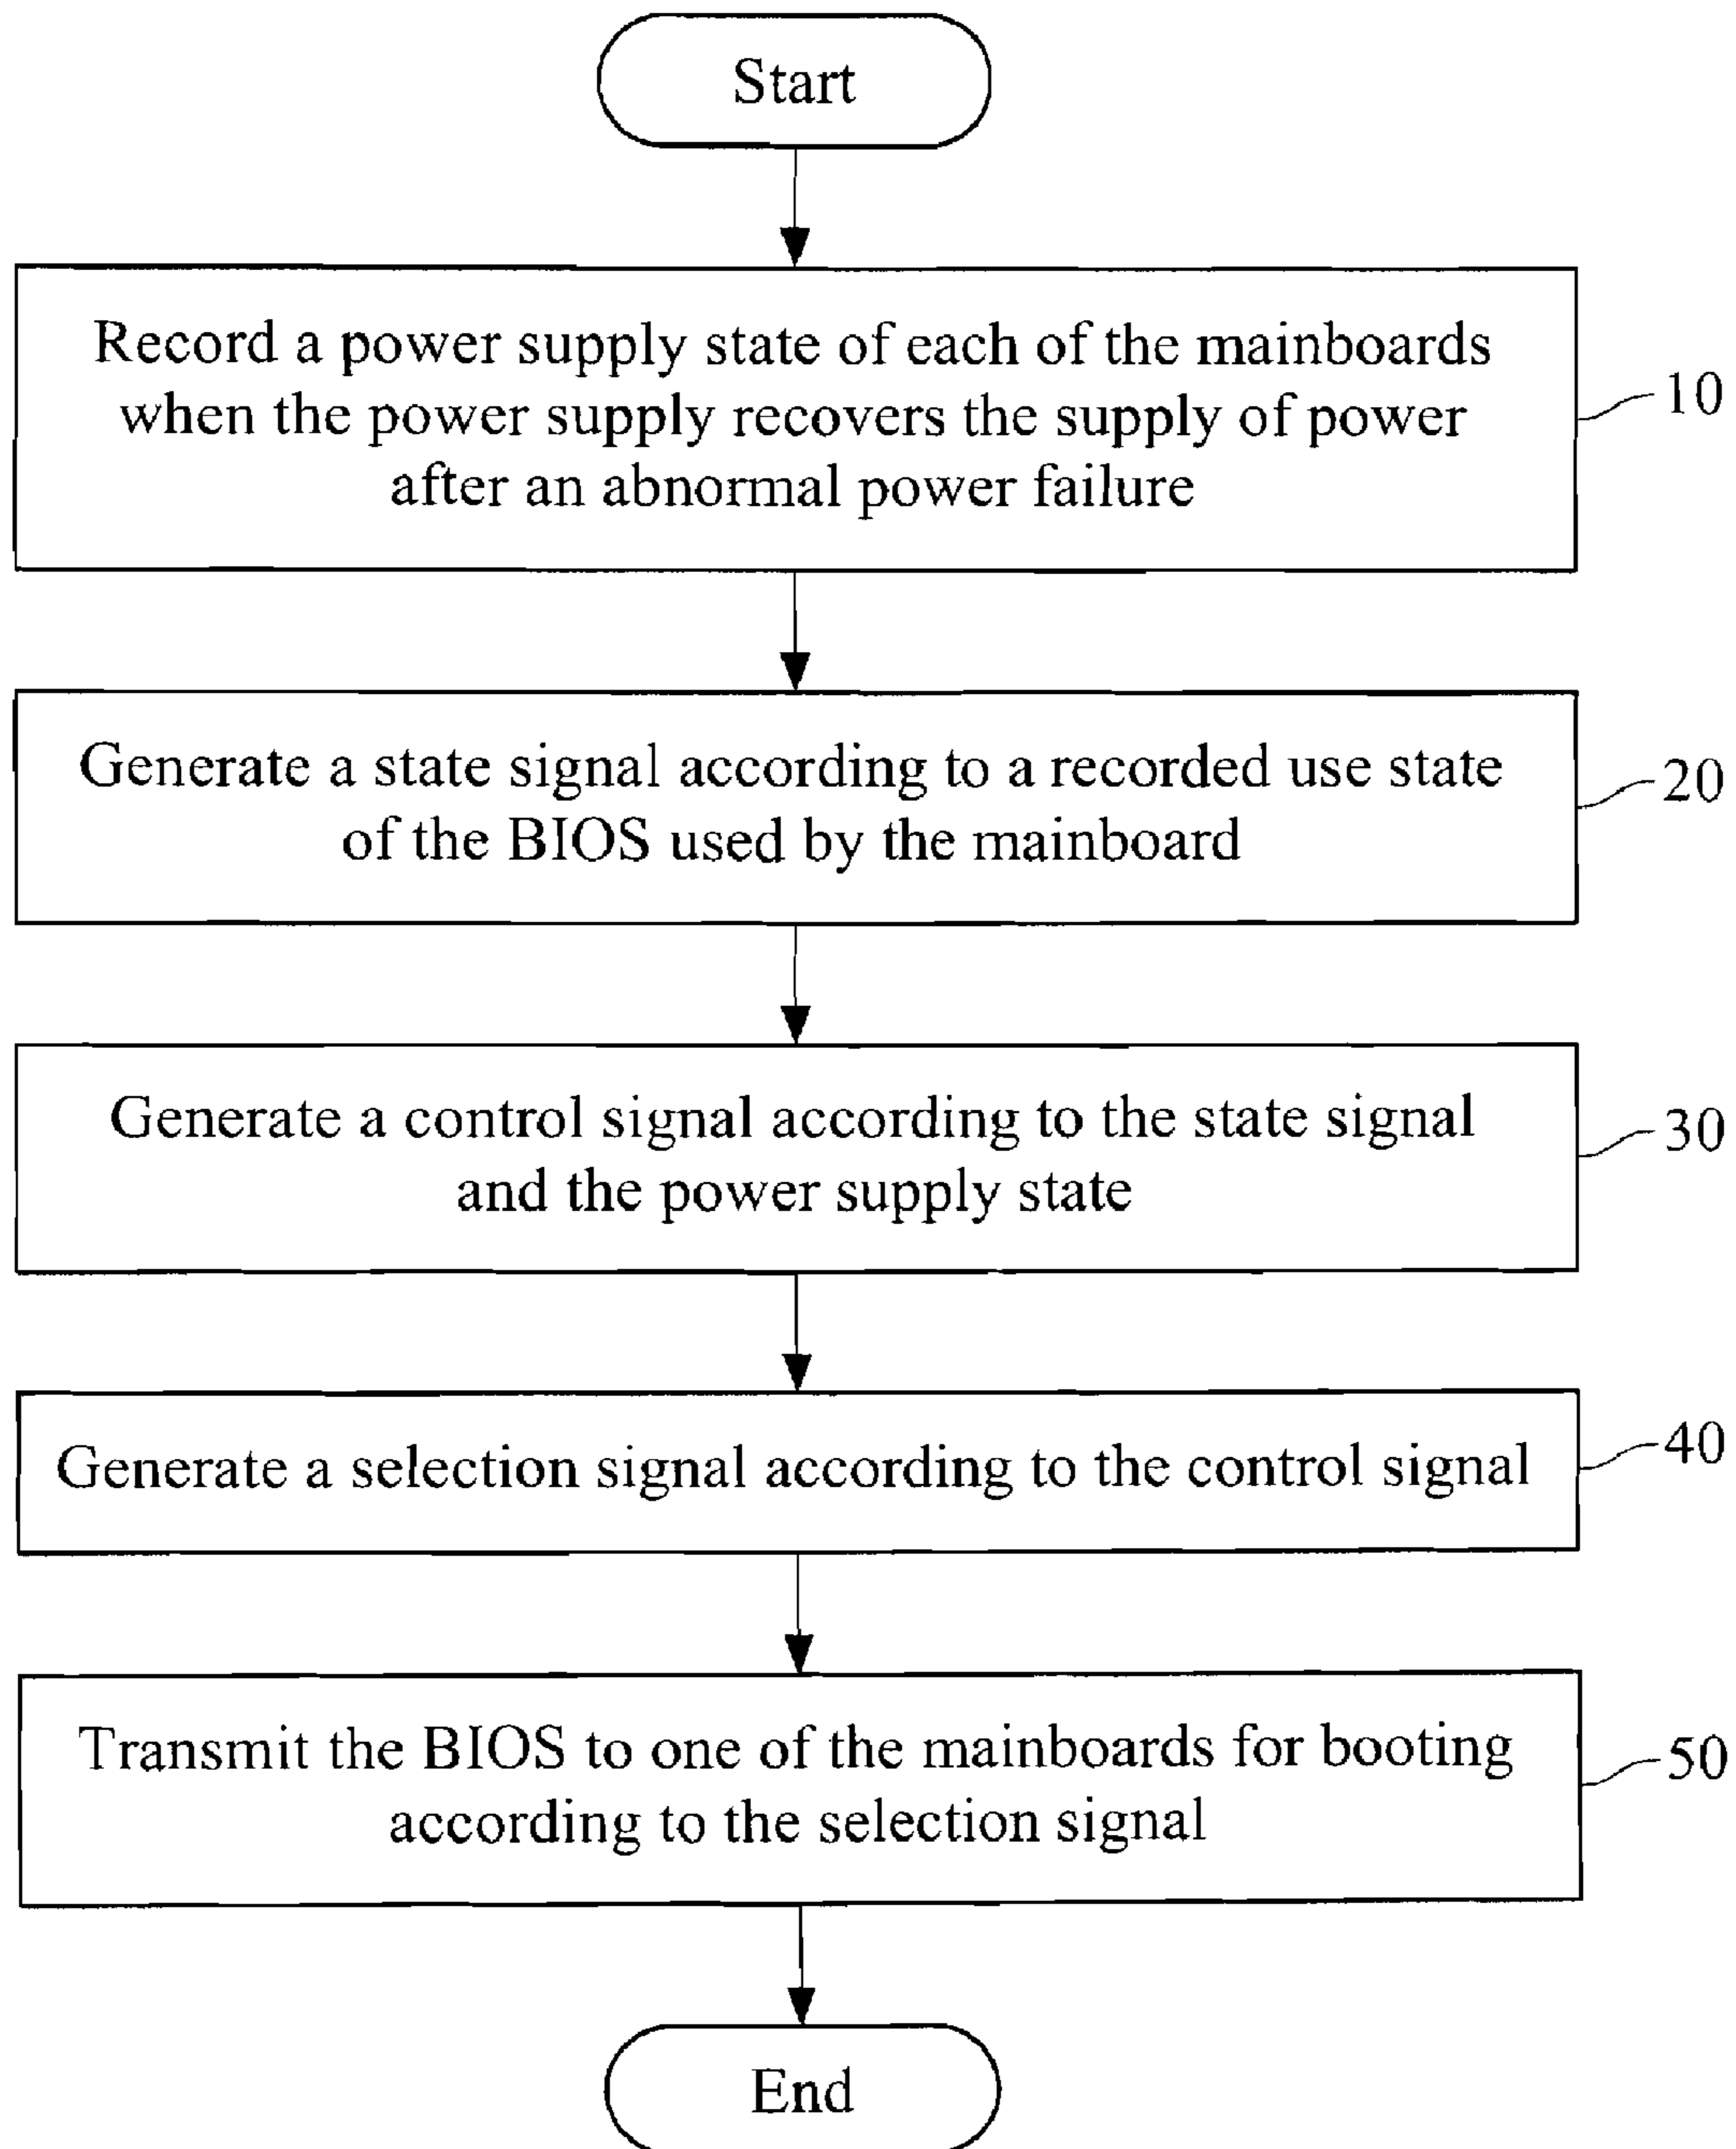 Start
Record a power supply state of each of the mainboards
when the power supply recovers the supply of power
after an abnormal power failure
10
Generate a state signal according to a recorded use state
of the BIOS used by the mainboard
20
Generate a control signal according to the state signal
and the power supply state
30
Generate a selection signal according to the control signal
40
Transmit the BIOS to one of the mainboards for booting
according to the selection signal
50
End